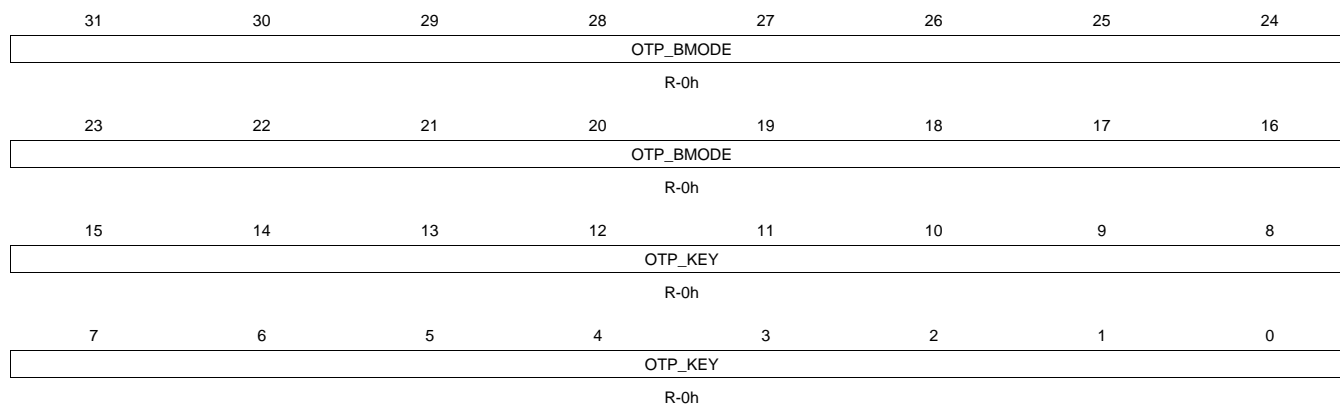 31 30 29 28 27 26 25 24
OTP_BMODE
R-0h
23 22 21 20 19 18 17 16
OTP_BMODE
R-0h
15 14 13 12 11 10 9 8
OTP_KEY
R-0h
7 6 5 4 3 2 1 0
OTP_KEY
R-0h